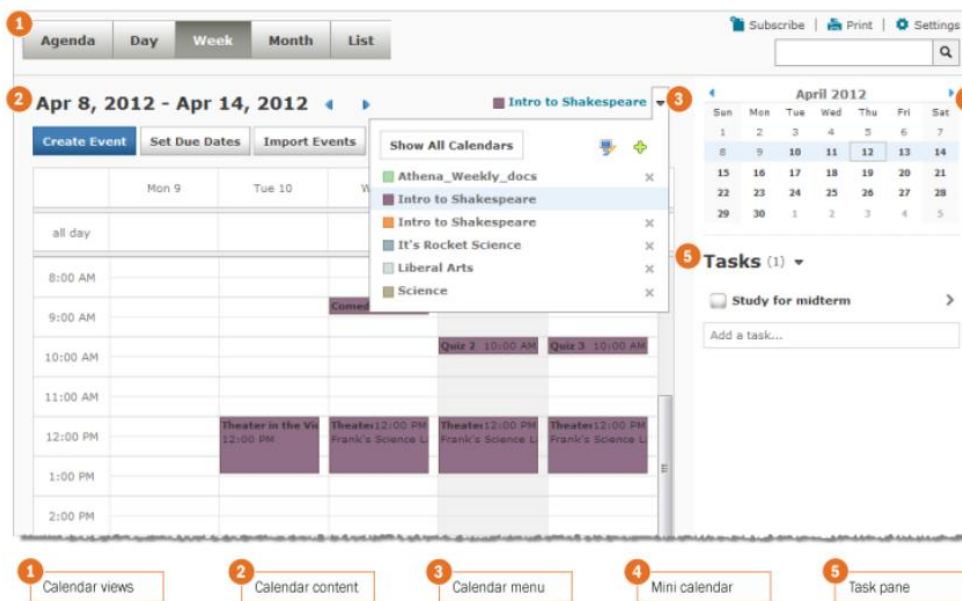 1
Subscribe | Print | Settings
Agenda Day Week Month List
2
Apr 8, 2012 - Apr 14, 2012
Intro to Shakespeare
3
Create Event Set Due Dates Import Events
Show All Calendars
Athena_Weekly_docs
Intro to Shakespeare
Intro to Shakespeare
It's Rocket Science
Liberal Arts
Science
April 2012
Sun Mon Tue Wed Thu Fri Sat
1 2 3 4 5 6 7
8 9 10 11 12 13 14
15 16 17 18 19 20 21
22 23 24 25 26 27 28
29 30 1 2 3 4 5
5
Tasks (1)
Study for midterm
Add a task...
Mon 9 Tue 10 W
all day
8:00 AM
Comed
9:00 AM
Quiz 2 10:00 AM Quiz 3 10:00 AM
10:00 AM
11:00 AM
Theater in the Vi Theate 12:00 PM Theate 12:00 PM Theate 12:00 PM
12:00 PM Frank's Science L Frank's Science L Frank's Science L
12:00 PM
1:00 PM
2:00 PM
1 Calendar views
2 Calendar content
3 Calendar menu
4 Mini calendar
5 Task pane